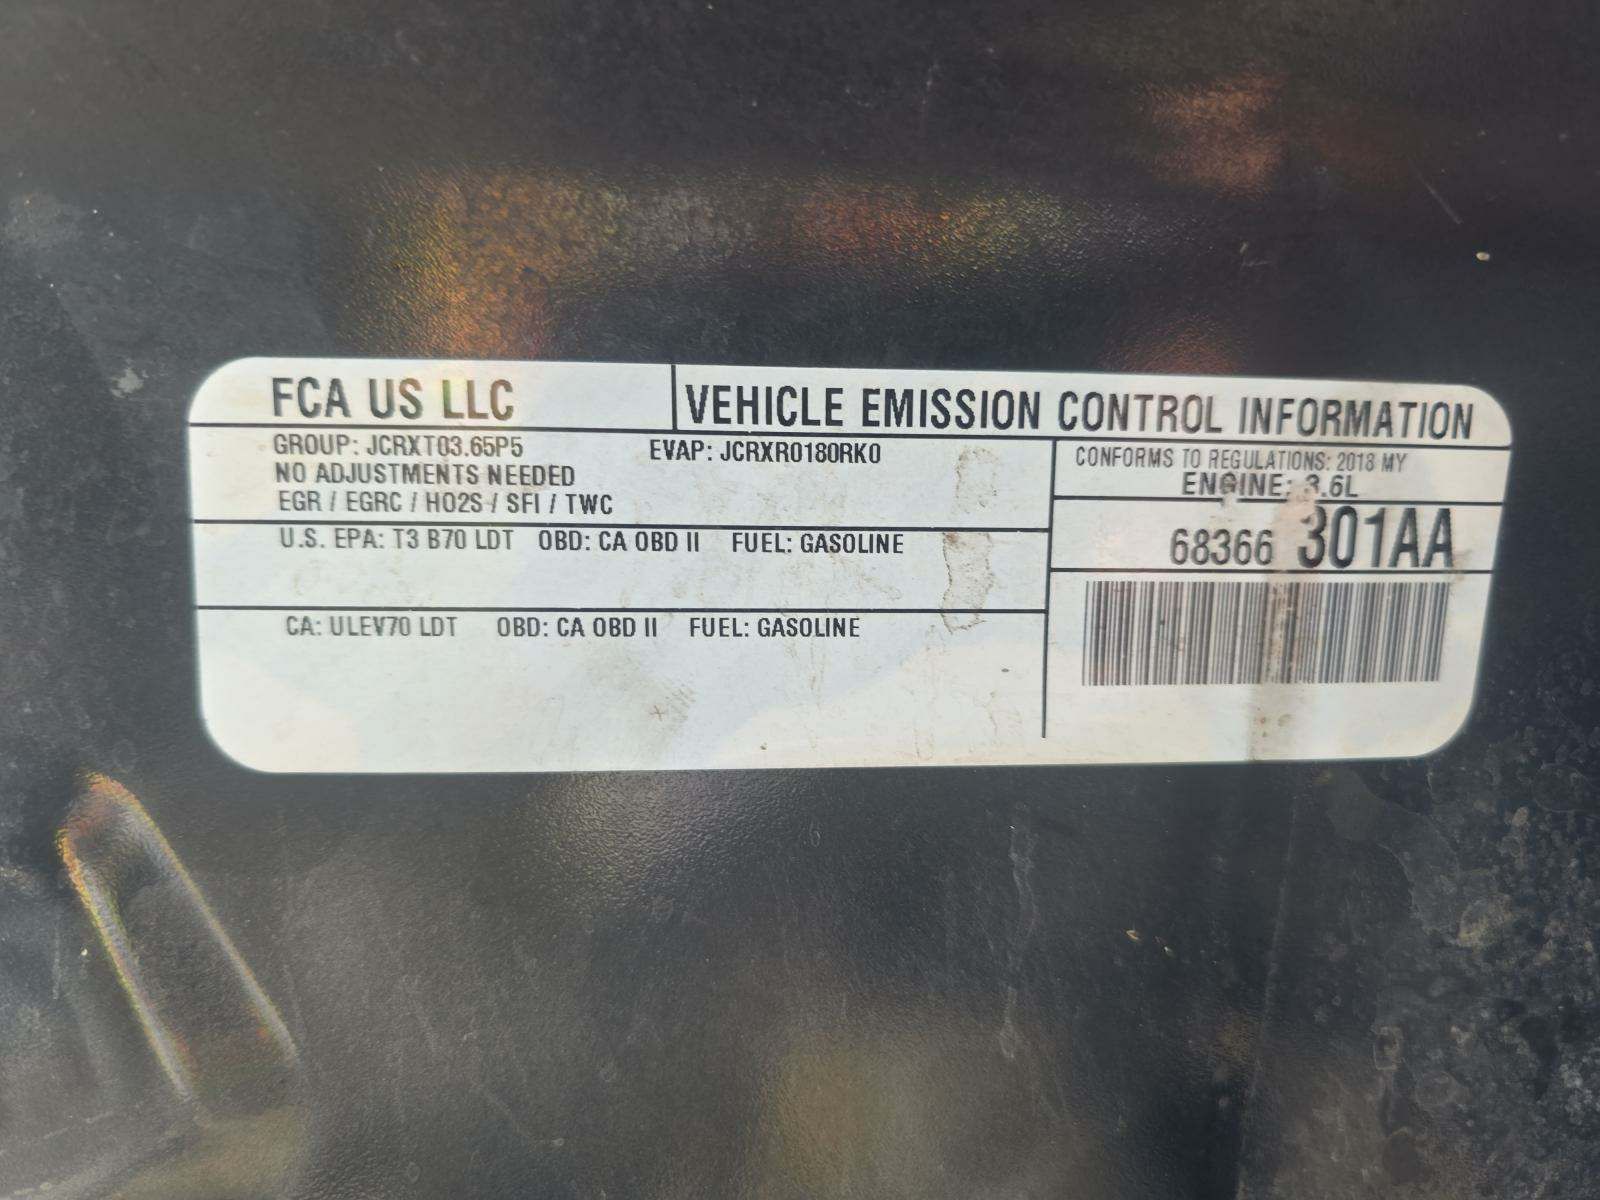 FCA US LLC
VEHICLE EMISSION CONTROL INFORMATION
GROUP: JCRXT03.65P5
EVAP: JCRXR0180RK0
NO ADJUSTMENTS NEEDED
EGR / EGRC / HO2S / SFI / TWC
CONFORMS TO REGULATIONS: 2018 MY
ENGINE: 3.6L
68366 301AA
U.S. EPA: T3 B70 LDT OBD: CA OBD II FUEL: GASOLINE
CA: ULEV70 LDT OBD: CA OBD II FUEL: GASOLINE